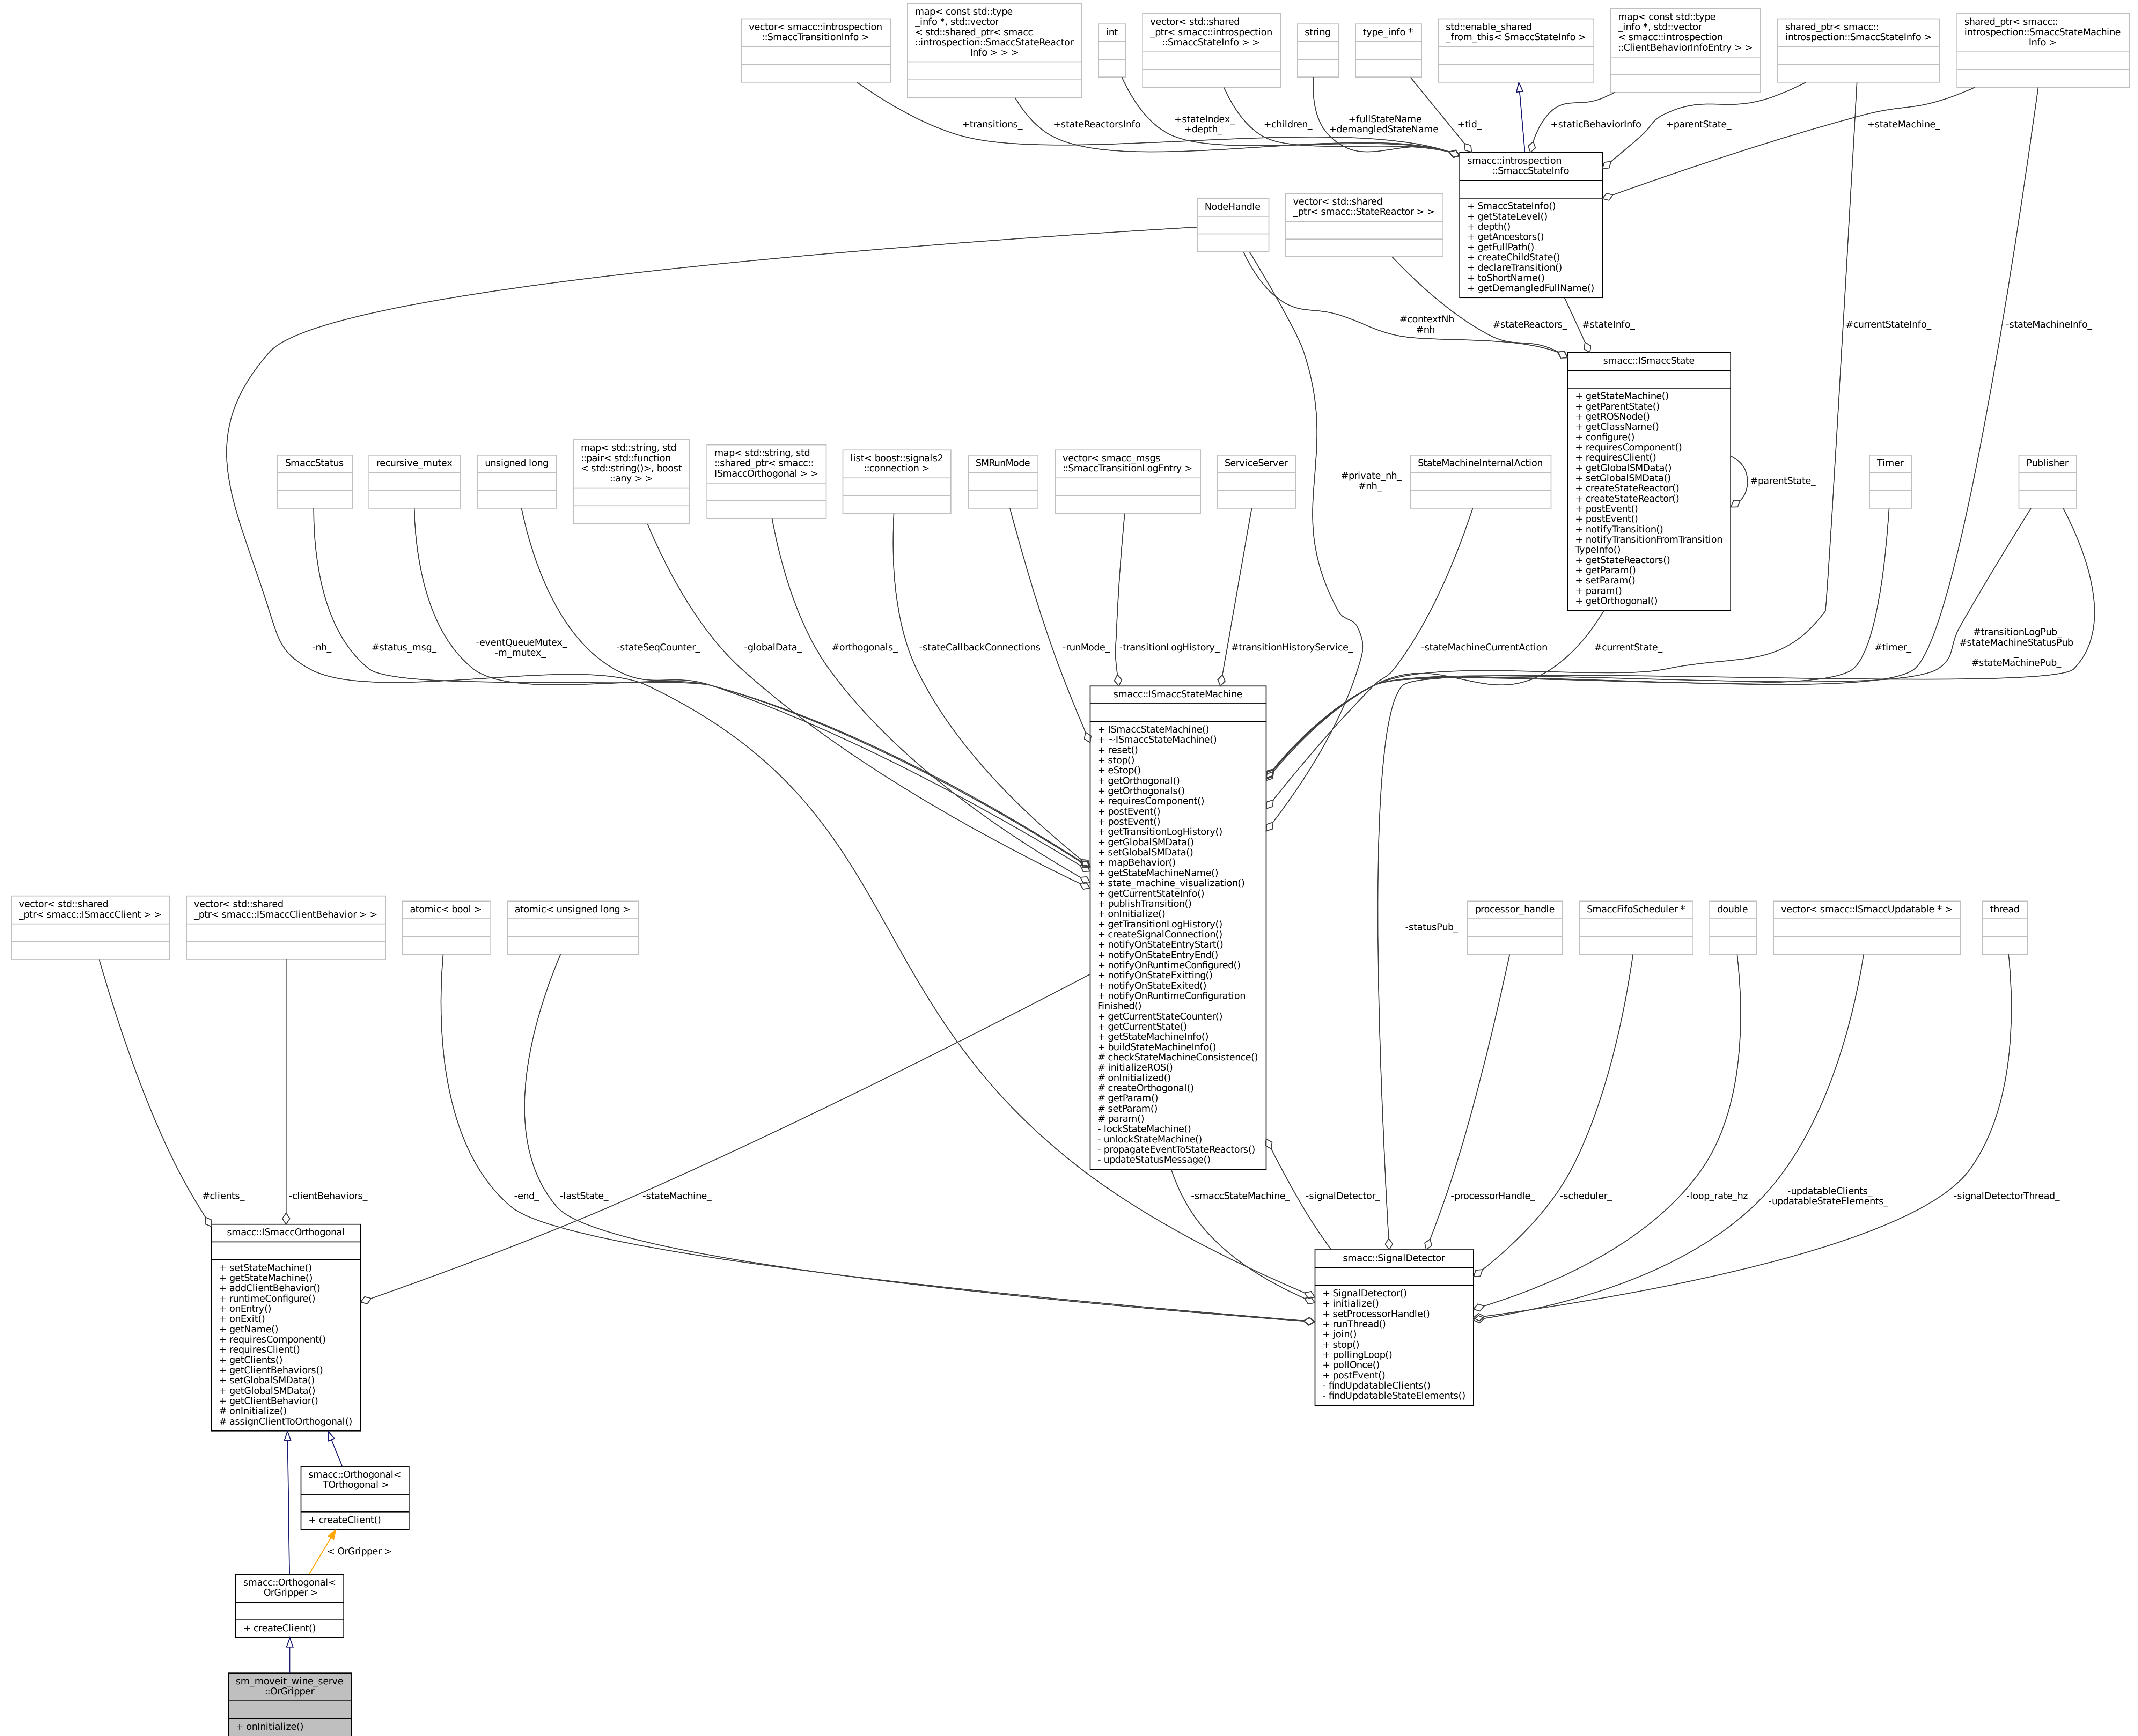 vector< smacc::introspection
::SmaccTransitionInfo >
map< const std::type
_info *, std::vector
< std::shared_ptr< smacc
::introspection::SmaccStateReactor
Info > > >
int
vector< std::shared
_ptr< smacc::introspection
::SmaccStateInfo > >
string
type_info *
std::enable_shared
_from_this< SmaccStateInfo >
map< const std::type
_info *, std::vector
< smacc::introspection
::ClientBehaviorInfoEntry > >
shared_ptr< smacc::
introspection::SmaccStateInfo >
shared_ptr< smacc::
introspection::SmaccStateMachine
Info >
+transitions_
+stateReactorsInfo
+stateIndex_
+depth_
+children_
+fullStateName
+demangledStateName
+tid_
+staticBehaviorInfo
+parentState_
+stateMachine_
smacc::introspection
::SmaccStateInfo
+ SmaccStateInfo()
+ getStateLevel()
+ depth()
+ getAncestors()
+ getFullPath()
+ createChildState()
+ declareTransition()
+ toShortName()
+ getDemangledFullName()
NodeHandle
vector< std::shared
_ptr< smacc::StateReactor > >
#contextNh
#nh
#stateReactors_
#stateInfo_
#currentStateInfo_
-stateMachineInfo_
smacc::ISmaccState
+ getStateMachine()
+ getParentState()
+ getROSNode()
+ getClassName()
+ configure()
+ requiresComponent()
+ requiresClient()
+ getGlobalSMData()
+ setGlobalSMData()
+ createStateReactor()
+ createStateReactor()
+ postEvent()
+ postEvent()
+ notifyTransition()
+ notifyTransitionFromTransition
TypeInfo()
+ getStateReactors()
+ getParam()
+ setParam()
+ param()
+ getOrthogonal()
#parentState_
SmaccStatus
recursive_mutex
unsigned long
map< std::string, std
::pair< std::function
< std::string()>, boost
::any > >
map< std::string, std
::shared_ptr< smacc::
ISmaccOrthogonal > >
list< boost::signals2
::connection >
SMRunMode
vector< smacc_msgs
::SmaccTransitionLogEntry >
ServiceServer
#private_nh_
#nh_
StateMachineInternalAction
Timer
Publisher
-nh_
#status_msg_
-eventQueueMutex_
-m_mutex_
-stateSeqCounter_
-globalData_
#orthogonals_
-stateCallbackConnections
-runMode_
-transitionLogHistory_
#transitionHistoryService_
-stateMachineCurrentAction
#currentState_
#timer_
#transitionLogPub_
#stateMachineStatusPub
_
#stateMachinePub_
smacc::ISmaccStateMachine
+ ISmaccStateMachine()
+ ~ISmaccStateMachine()
+ reset()
+ stop()
+ eStop()
+ getOrthogonal()
+ getOrthogonals()
+ requiresComponent()
+ postEvent()
+ postEvent()
+ getTransitionLogHistory()
+ getGlobalSMData()
+ setGlobalSMData()
+ mapBehavior()
+ getStateMachineName()
+ state_machine_visualization()
+ getCurrentStateInfo()
+ publishTransition()
+ onInitialize()
+ getTransitionLogHistory()
+ createSignalConnection()
+ notifyOnStateEntryStart()
+ notifyOnStateEntryEnd()
+ notifyOnRuntimeConfigured()
+ notifyOnStateExitting()
+ notifyOnStateExited()
+ notifyOnRuntimeConfiguration
Finished()
+ getCurrentStateCounter()
+ getCurrentState()
+ getStateMachineInfo()
+ buildStateMachineInfo()
# checkStateMachineConsistence()
# initializeROS()
# onInitialized()
# createOrthogonal()
# getParam()
# setParam()
# param()
- lockStateMachine()
- unlockStateMachine()
- propagateEventToStateReactors()
- updateStatusMessage()
vector< std::shared
_ptr< smacc::ISmaccClient > >
vector< std::shared
_ptr< smacc::ISmaccClientBehavior > >
atomic< bool >
atomic< unsigned long >
-statusPub_
processor_handle
SmaccFifoScheduler *
double
vector< smacc::ISmaccUpdatable * >
thread
#clients_
-clientBehaviors_
-end_
-lastState_
-stateMachine_
-smaccStateMachine_
-signalDetector_
-processorHandle_
-scheduler_
-loop_rate_hz
-updatableClients_
-updatableStateElements_
-signalDetectorThread_
smacc::ISmaccOrthogonal
+ setStateMachine()
+ getStateMachine()
+ addClientBehavior()
+ runtimeConfigure()
+ onEntry()
+ onExit()
+ getName()
+ requiresComponent()
+ requiresClient()
+ getClients()
+ getClientBehaviors()
+ setGlobalSMData()
+ getGlobalSMData()
+ getClientBehavior()
# onInitialize()
# assignClientToOrthogonal()
smacc::SignalDetector
+ SignalDetector()
+ initialize()
+ setProcessorHandle()
+ runThread()
+ join()
+ stop()
+ pollingLoop()
+ pollOnce()
+ postEvent()
- findUpdatableClients()
- findUpdatableStateElements()
smacc::Orthogonal<
TOrthogonal >
+ createClient()
< OrGripper >
smacc::Orthogonal<
OrGripper >
+ createClient()
sm_moveit_wine_serve
::OrGripper
+ onInitialize()